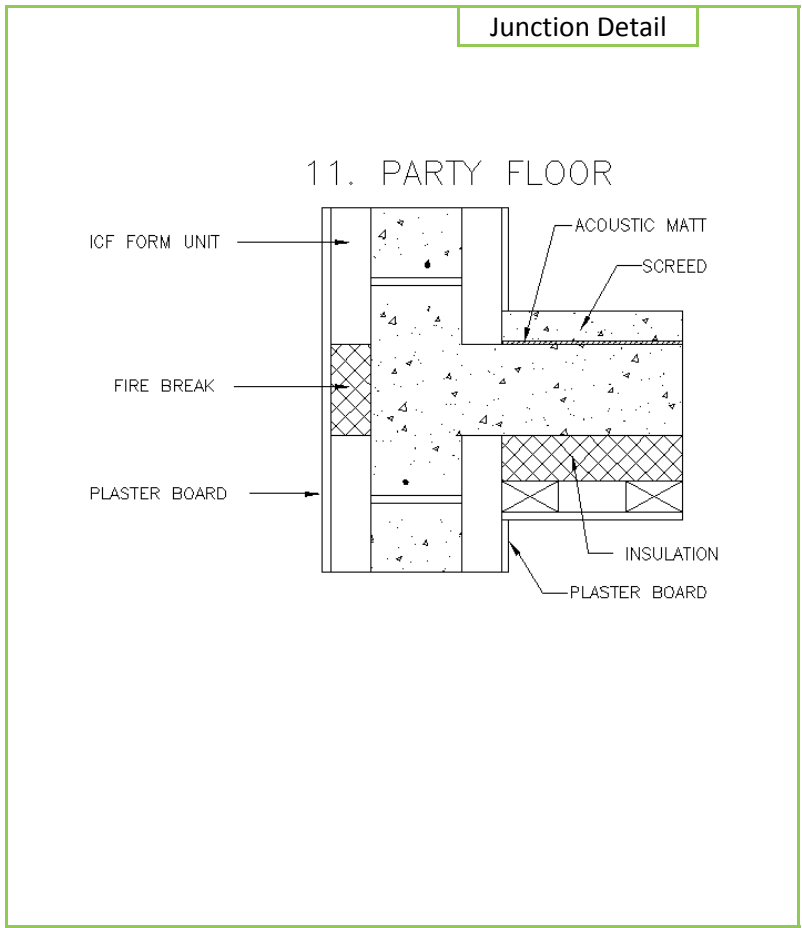 Junction Detail
11. PARTY FLOOR
ICF FORM UNIT
ACOUSTIC MATT
SCREED
FIRE BREAK
PLASTER BOARD
INSULATION
PLASTER BOARD